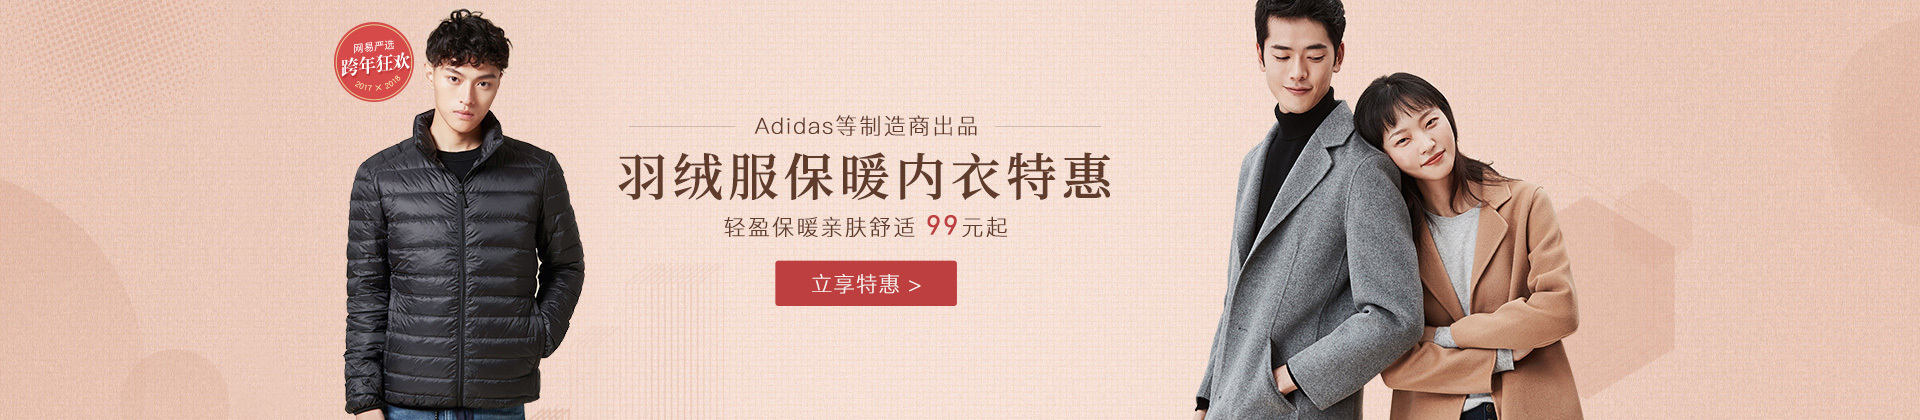 网易严选
跨年狂欢
2017 × 2018
Adidas等制造商出品
羽绒服保暖内衣特惠
轻盈保暖亲肤舒适 99元起
立享特惠 >